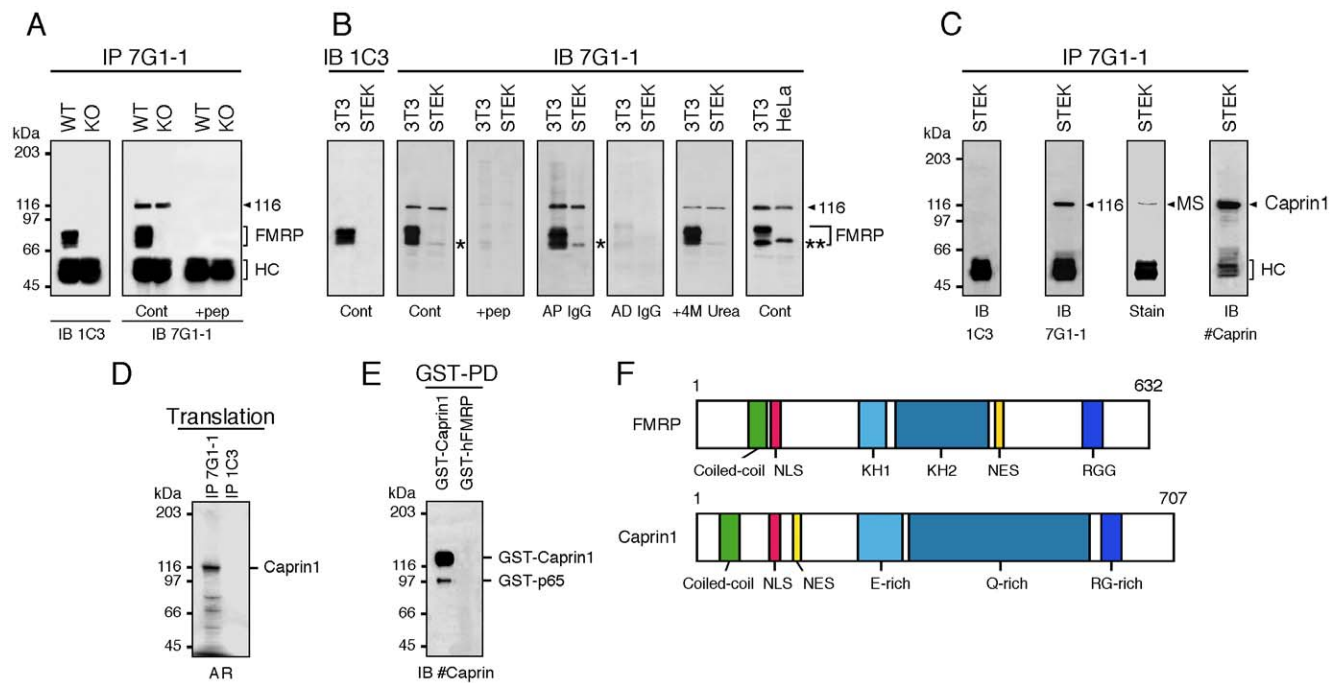 A
IP 7G1-1
WT
KO
WT
KO
kDa
203
116
97
66
45
116
FMRP
HC
Cont
+pep
IB 1C3
IB 7G1-1
B
IB 1C3
IB 7G1-1
3T3
STEK
3T3
STEK
3T3
STEK
3T3
STEK
3T3
STEK
3T3
STEK
3T3
HeLa
*
*
116
FMRP
**
Cont
Cont
+pep
AP IgG
AD IgG
+4M Urea
Cont
C
IP 7G1-1
STEK
STEK
STEK
STEK
kDa
203
116
97
66
45
116
MS
Caprin1
HC
IB
1C3
IB
7G1-1
Stain
IB
#Caprin
D
Translation
IP 7G1-1
IP 1C3
kDa
203
116
97
66
45
Caprin1
AR
E
GST-PD
GST-Caprin1
GST-hFMRP
kDa
203
116
97
66
45
GST-Caprin1
GST-p65
IB #Caprin
F
1 632
FMRP
Coiled-coil NLS KH1 KH2 NES RGG
1 707
Caprin1
Coiled-coil NLS NES E-rich Q-rich RG-rich